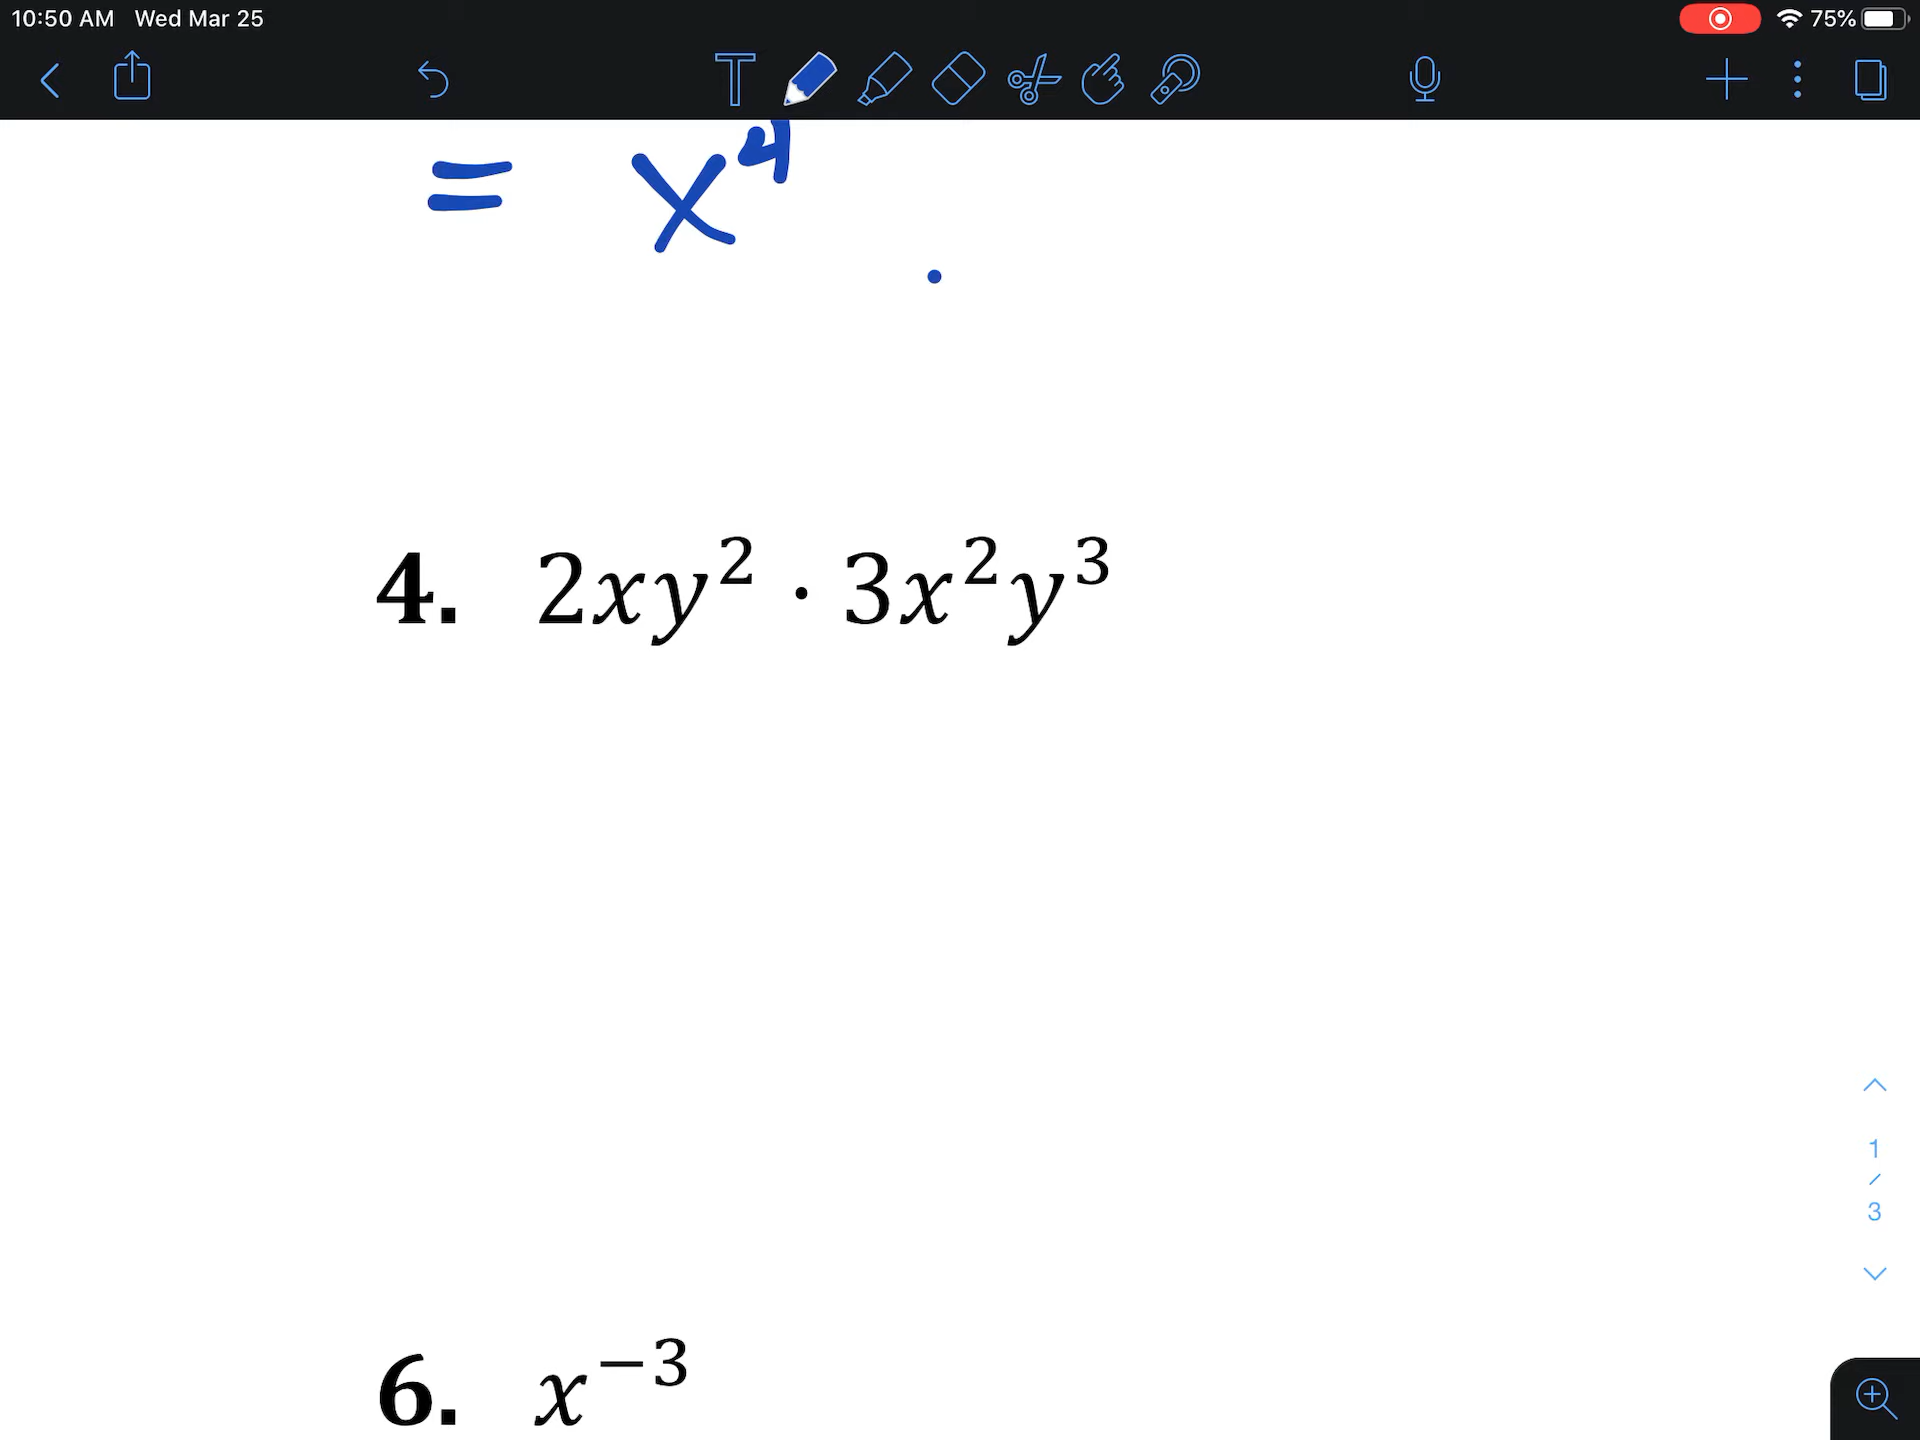 10:50 AM Wed Mar 25 75%
T
= x⁴
.
4. 2xy² · 3x²y³
1
/
3
6. x⁻³